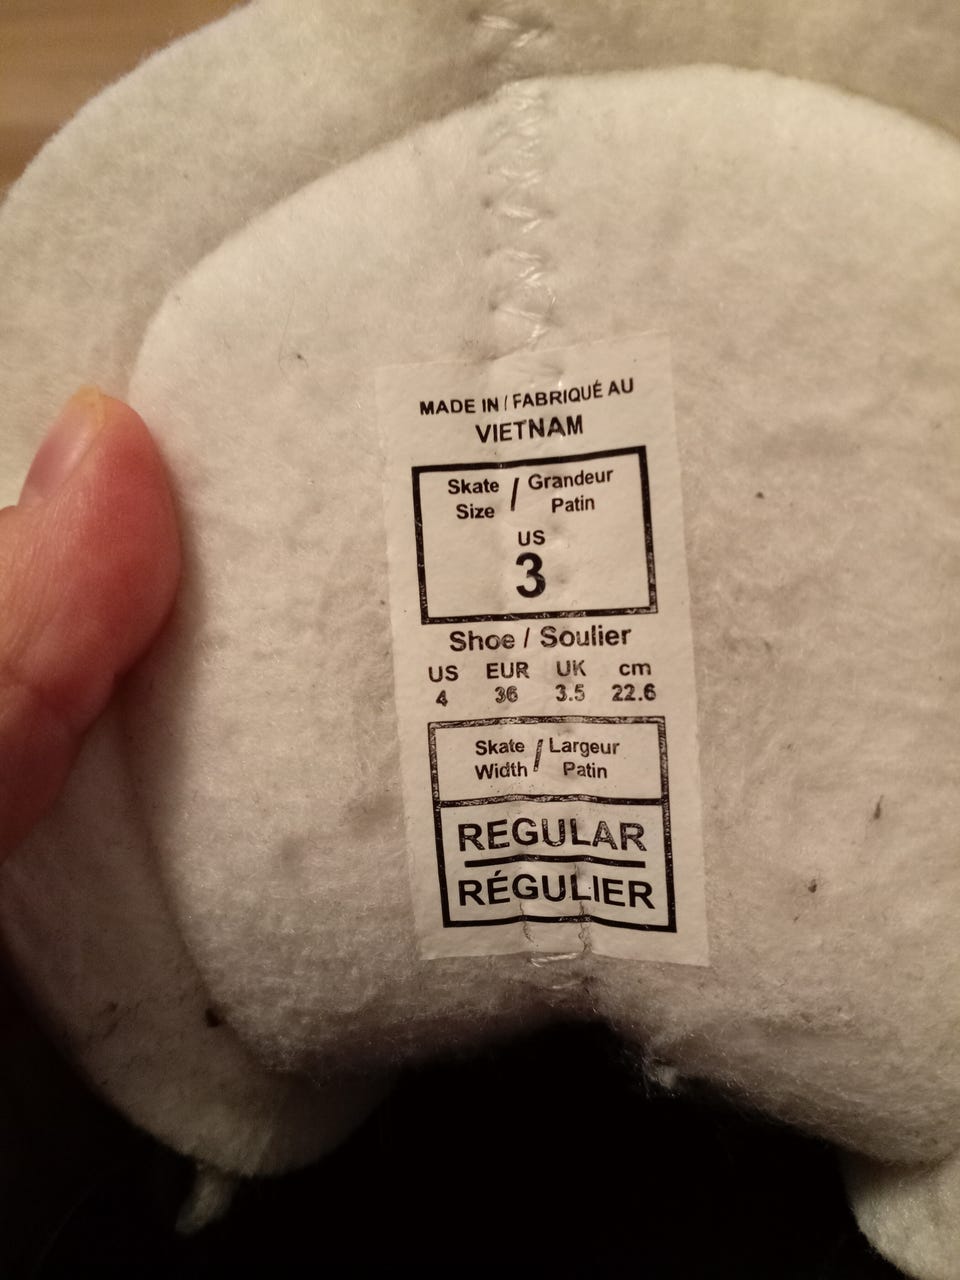 MADE IN / FABRIQUÉ AU
VIETNAM
Skate Size / Grandeur Patin
US
3
Shoe / Soulier
US EUR UK cm
4 36 3.5 22.6
Skate Width / Largeur Patin
REGULAR
RÉGULIER